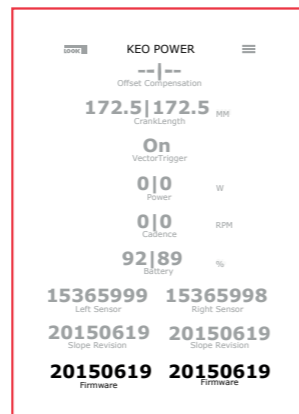 LOOK KEO POWER
--|--
Offset Compensation
172.5|172.5 MM
CrankLength
On
VectorTrigger
0|0 W
Power
0|0 RPM
Cadence
92|89 %
Battery
15365999 15365998
Left Sensor Right Sensor
20150619 20150619
Slope Revision Slope Revision
20150619 20150619
Firmware Firmware